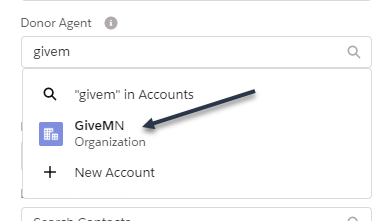 Donor Agent
givem
"givem" in Accounts
GiveMN
Organization
New Account
Search Contacts